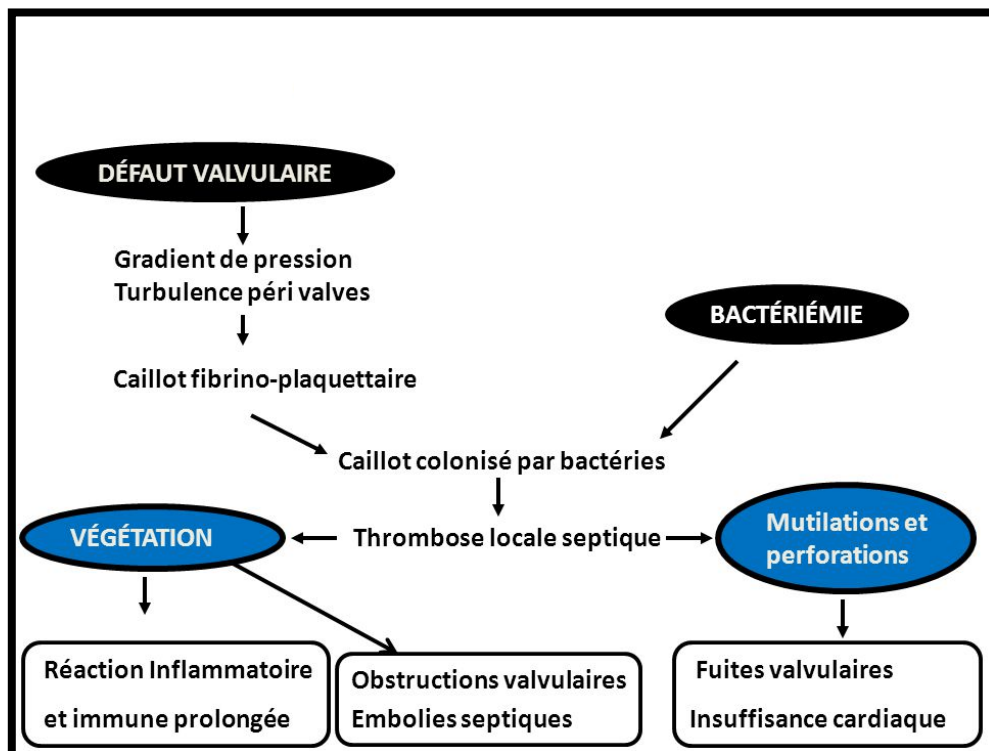 DÉFAUT VALVULAIRE
Gradient de pression
Turbulence péri valves
BACTÉRIÉMIE
Caillot fibrino-plaquettaire
Caillot colonisé par bactéries
VÉGÉTATION
Thrombose locale septique
Mutilations et
perforations
Réaction Inflammatoire
et immune prolongée
Obstructions valvulaires
Embolies septiques
Fuites valvulaires
Insuffisance cardiaque